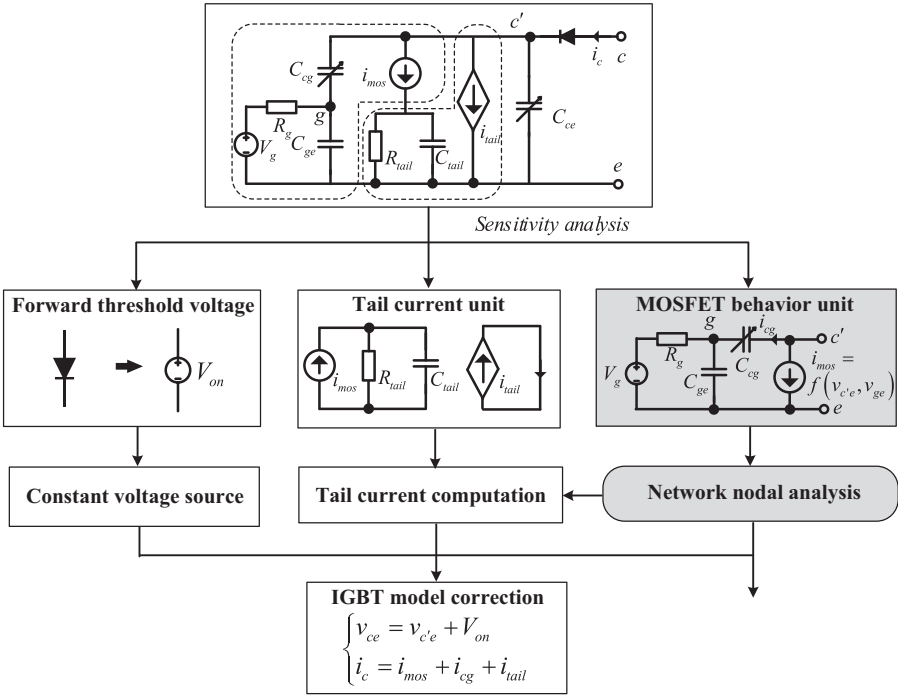 c′
i_c c
C_cg
i_mos
R_g
g
V_g
C_ge
R_tail
C_tail
i_tail
C_ce
e
Sensitivity analysis
Forward threshold voltage
V_on
Tail current unit
i_mos
R_tail
C_tail
i_tail
MOSFET behavior unit
g
i_cg
c′
R_g
C_cg
V_g
C_ge
i_mos =
f(v_c′e, v_ge)
e
Constant voltage source
Tail current computation
Network nodal analysis
IGBT model correction
v_ce = v_c′e + V_on
i_c = i_mos + i_cg + i_tail